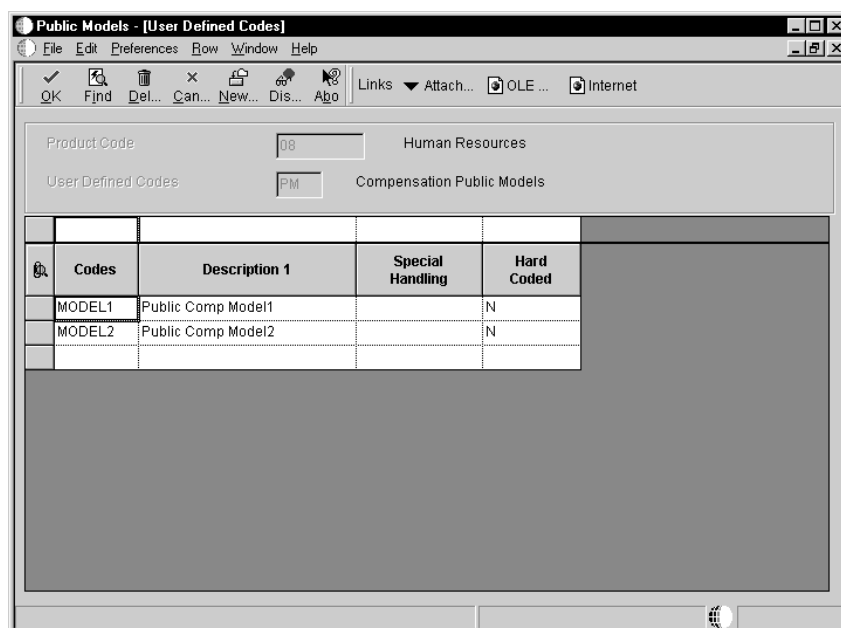 Public Models - [User Defined Codes]
File Edit Preferences Row Window Help
OK Find Del... Can... New... Dis... Abo Links Attach... OLE ... Internet
Product Code 08 Human Resources
User Defined Codes PM Compensation Public Models
Codes Description 1 Special Handling Hard Coded
MODEL1 Public Comp Model1 N
MODEL2 Public Comp Model2 N